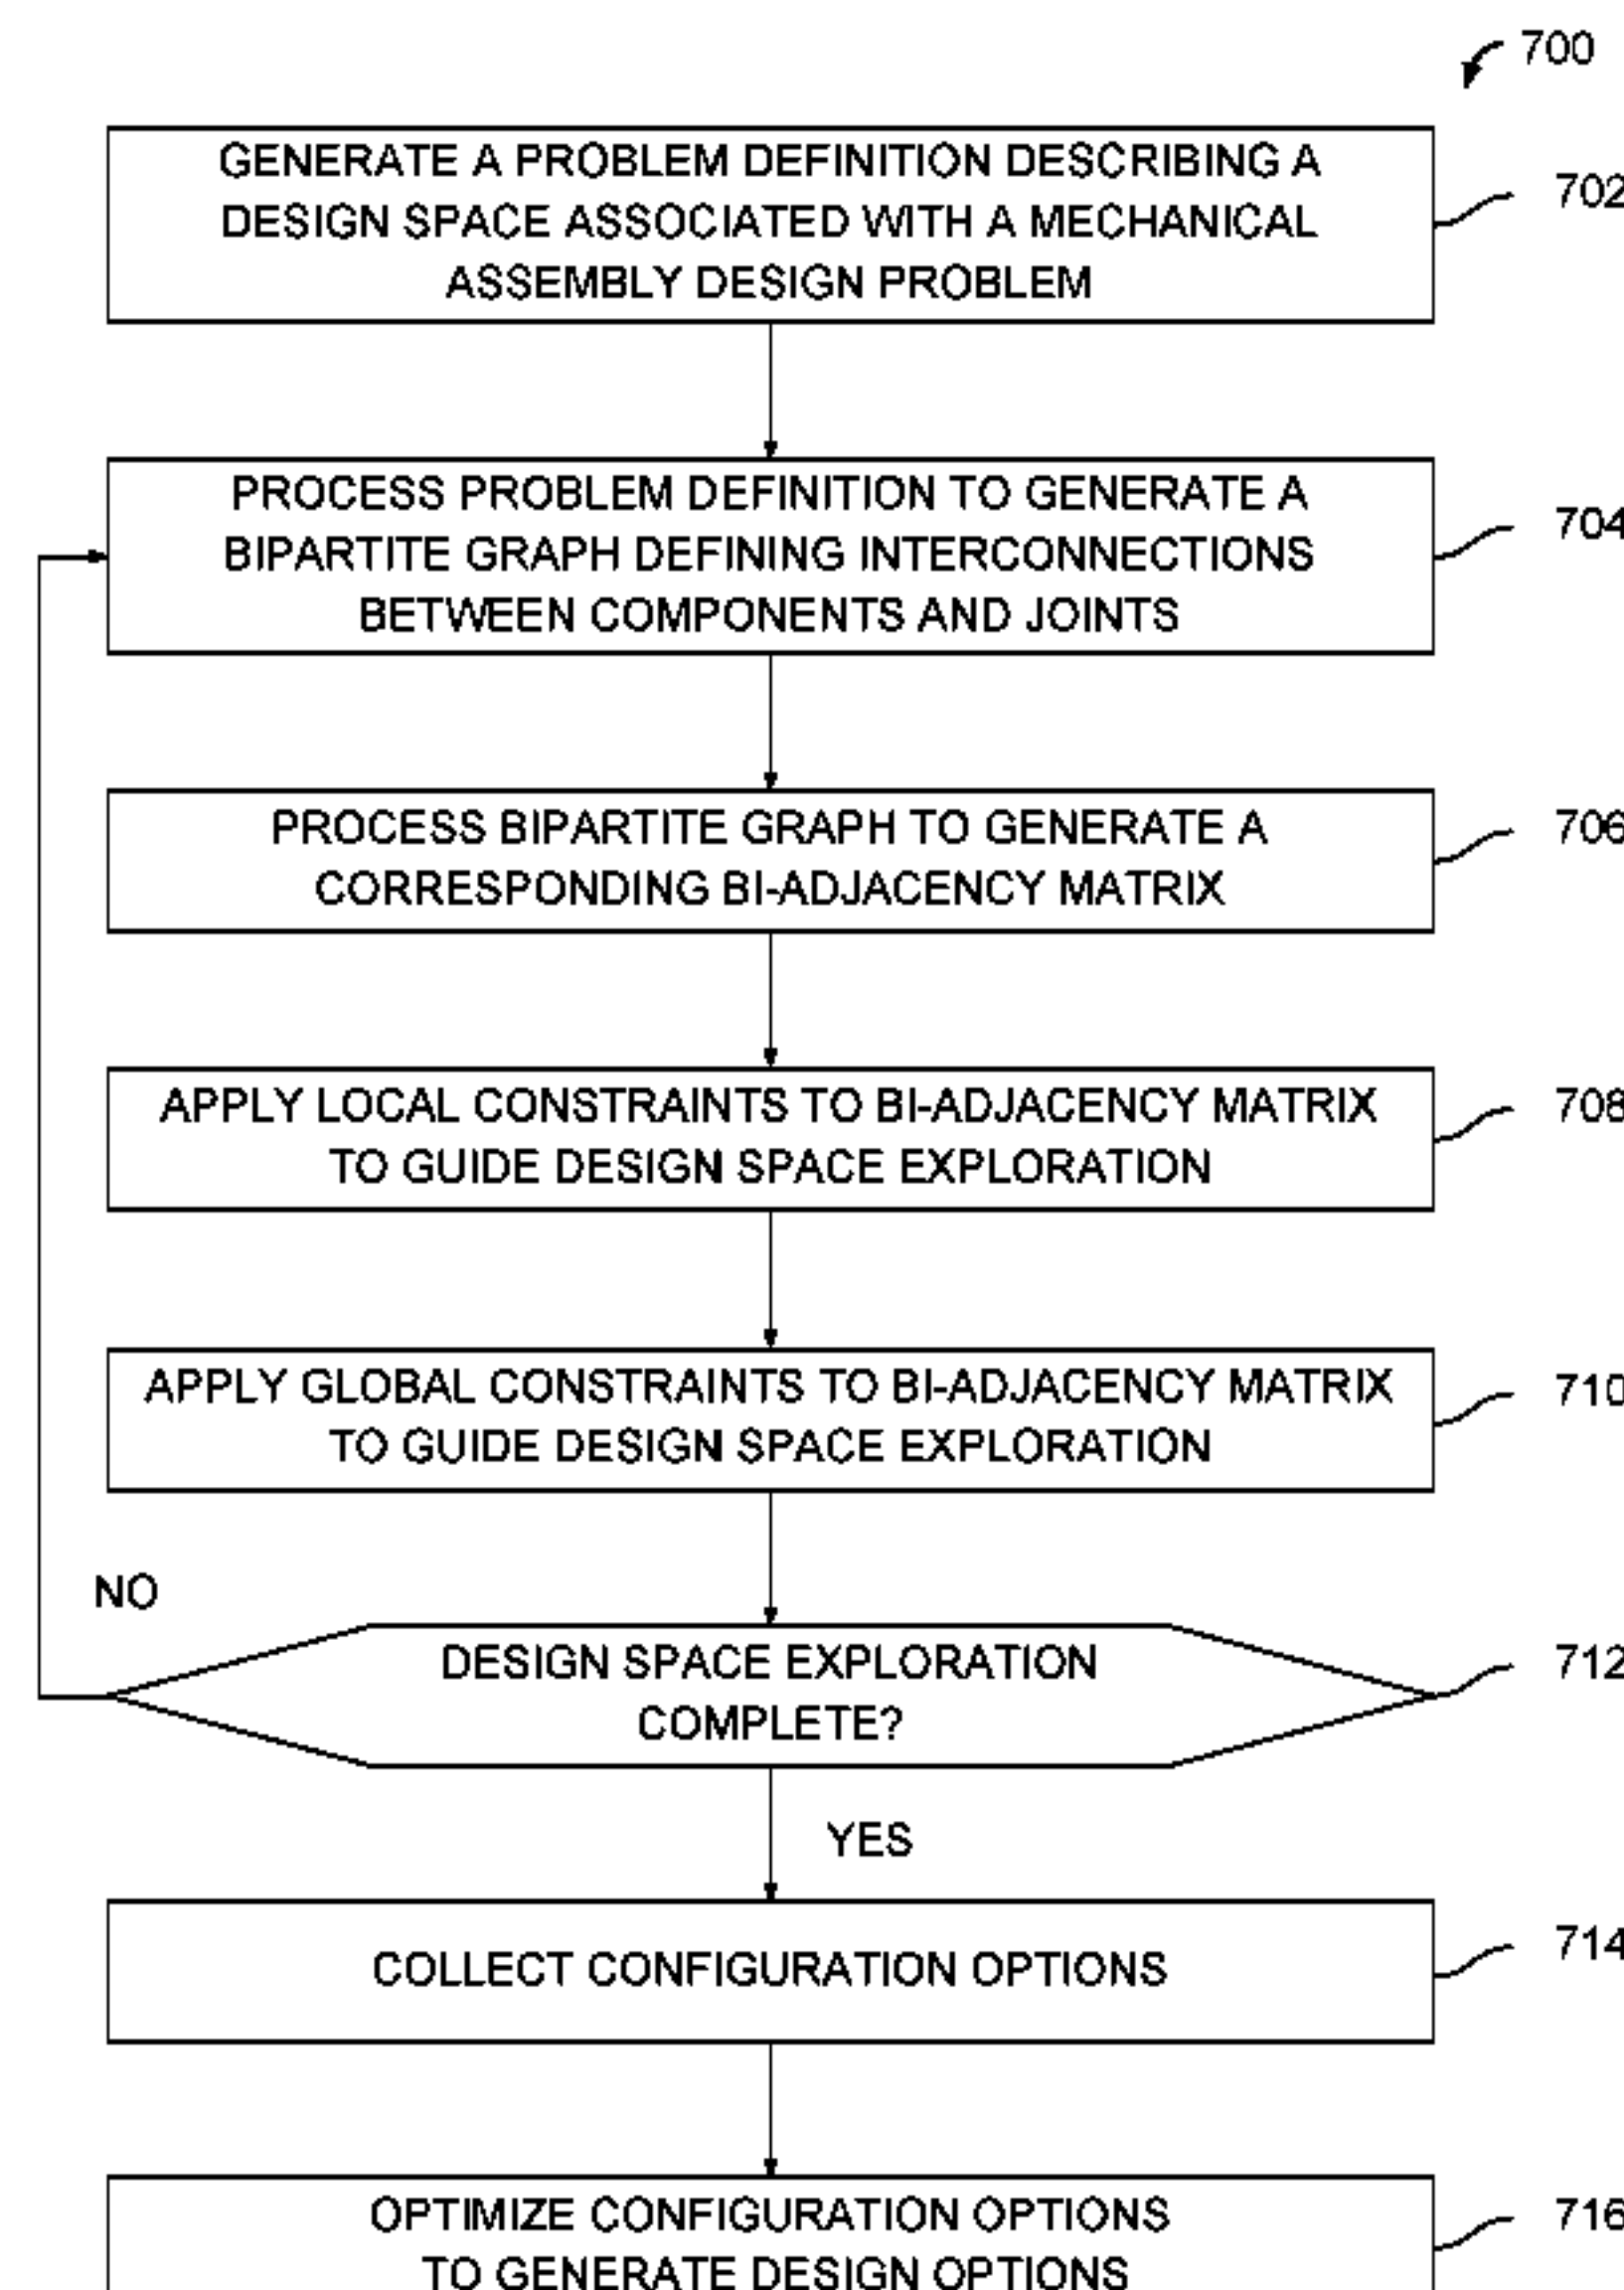 700
GENERATE A PROBLEM DEFINITION DESCRIBING A
DESIGN SPACE ASSOCIATED WITH A MECHANICAL
ASSEMBLY DESIGN PROBLEM
702
PROCESS PROBLEM DEFINITION TO GENERATE A
BIPARTITE GRAPH DEFINING INTERCONNECTIONS
BETWEEN COMPONENTS AND JOINTS
704
PROCESS BIPARTITE GRAPH TO GENERATE A
CORRESPONDING BI-ADJACENCY MATRIX
706
APPLY LOCAL CONSTRAINTS TO BI-ADJACENCY MATRIX
TO GUIDE DESIGN SPACE EXPLORATION
708
APPLY GLOBAL CONSTRAINTS TO BI-ADJACENCY MATRIX
TO GUIDE DESIGN SPACE EXPLORATION
710
NO
DESIGN SPACE EXPLORATION
COMPLETE?
712
YES
COLLECT CONFIGURATION OPTIONS
714
OPTIMIZE CONFIGURATION OPTIONS
TO GENERATE DESIGN OPTIONS
716